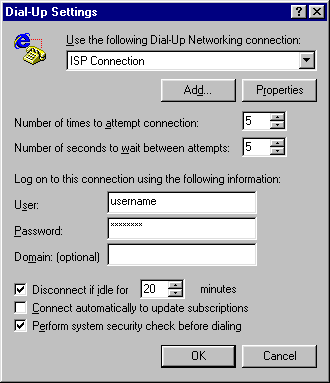 Dial-Up Settings
Use the following Dial-Up Networking connection:
ISP Connection
Add...
Properties
Number of times to attempt connection: 5
Number of seconds to wait between attempts: 5
Log on to this connection using the following information:
User: username
Password: xxxxxxxx
Domain: (optional)
Disconnect if idle for 20 minutes
Connect automatically to update subscriptions
Perform system security check before dialing
OK
Cancel